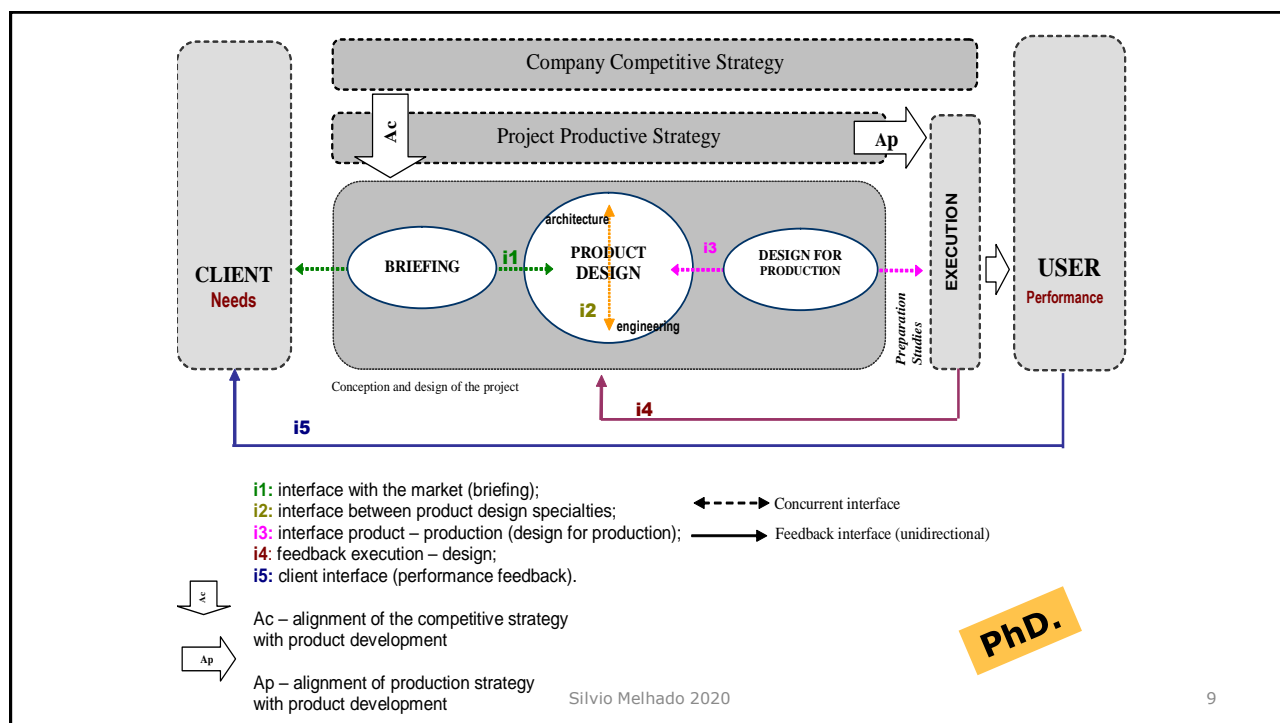 Company Competitive Strategy
Ac
Project Productive Strategy
Ap
CLIENT
Needs
BRIEFING
i1
architecture
PRODUCT
DESIGN
i2
engineering
i3
DESIGN FOR
PRODUCTION
Preparation
Studies
EXECUTION
USER
Performance
Conception and design of the project
i4
i5
i1: interface with the market (briefing);
i2: interface between product design specialties;
i3: interface product – production (design for production);
i4: feedback execution – design;
i5: client interface (performance feedback).
Concurrent interface
Feedback interface (unidirectional)
Ac
Ac – alignment of the competitive strategy
with product development
Ap
Ap – alignment of production strategy
with product development
PhD.
Silvio Melhado 2020
9